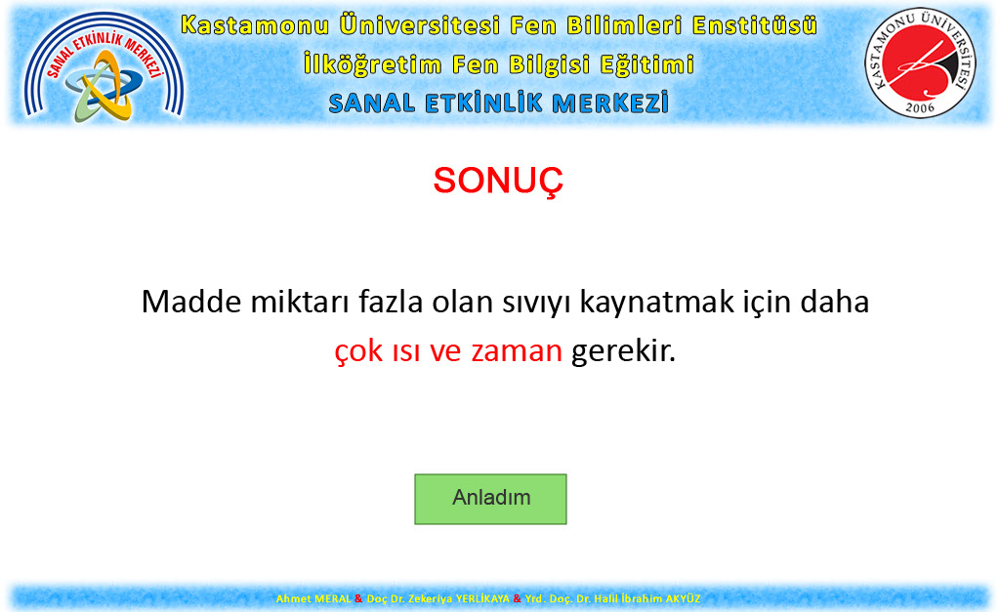 Kastamonu Üniversitesi Fen Bilimleri Enstitüsü
İlköğretim Fen Bilgisi Eğitimi
SANAL ETKİNLİK MERKEZİ
SANAL ETKİNLİK MERKEZİ
KASTAMONU ÜNİVERSİTESİ
2006
SONUÇ
Madde miktarı fazla olan sıvıyı kaynatmak için daha
çok ısı ve zaman gerekir.
Anladım
Ahmet MERAL & Doç Dr. Zekeriya YERLİKAYA & Yrd. Doç. Dr. Halil İbrahim AKYÜZ